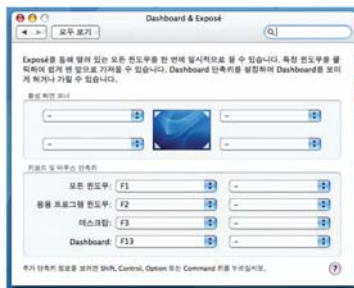 Dashboard & Exposé
모두 보기
Exposé를 통해 열려 있는 모든 윈도우를 한 번에 일시적으로 볼 수 있습니다. 특정 윈도우를 클
릭하여 쉽게 맨 앞으로 가져올 수 있습니다. Dashboard 단축키를 설정하여 Dashboard를 보이
게 하거나 가릴 수 있습니다.
활성 화면 코너
- -
- -
키보드 및 마우스 단축키
모든 윈도우: F1 -
응용 프로그램 윈도우: F2 -
데스크탑: F3 -
Dashboard: F13 -
추가 단축키 정보를 보려면 Shift, Control, Option 또는 Command 키를 누르십시오.
?